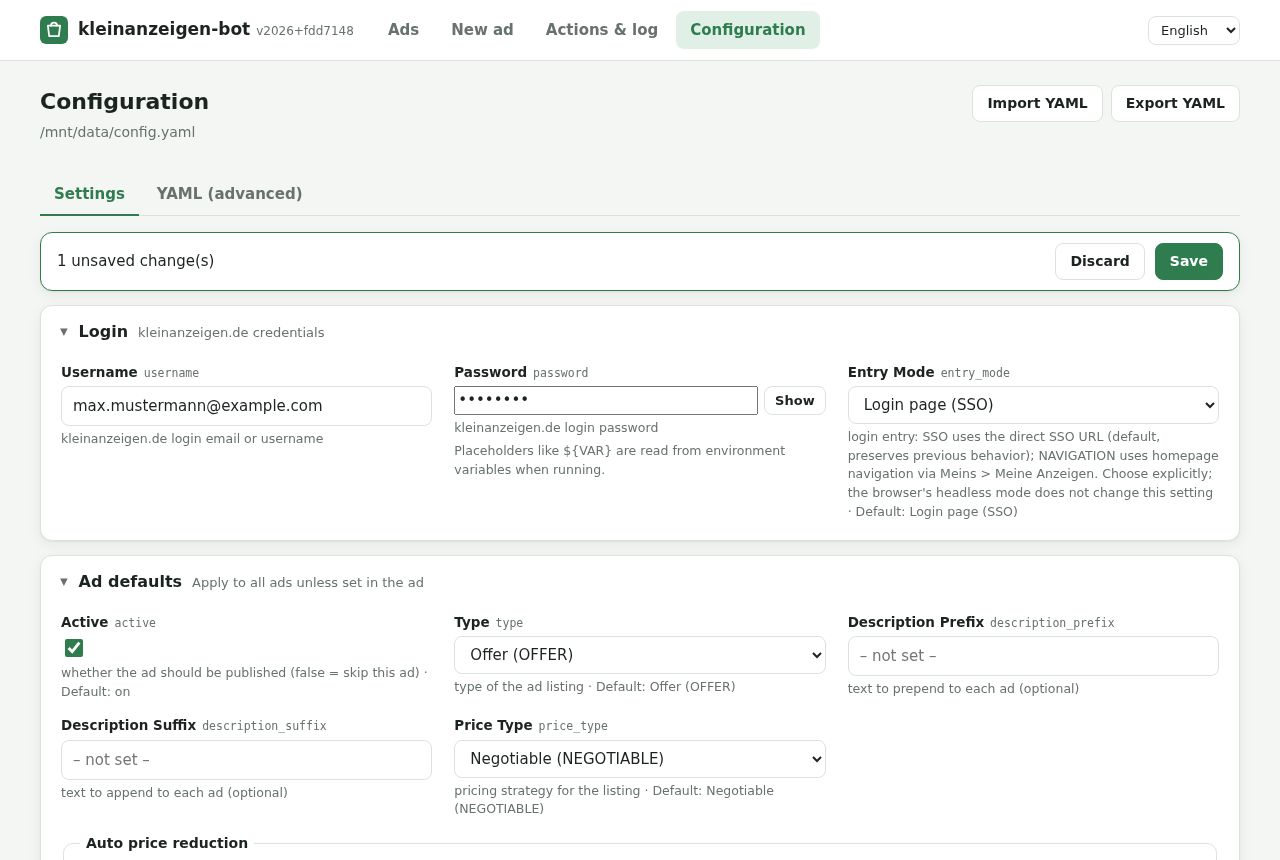 kleinanzeigen-bot v2026+fdd7148 Ads New ad Actions & log Configuration English
Configuration
Import YAML Export YAML
/mnt/data/config.yaml
Settings YAML (advanced)
1 unsaved change(s) Discard Save
▾ Login kleinanzeigen.de credentials
Username username
max.mustermann@example.com
kleinanzeigen.de login email or username
Password password
•••••••• Show
kleinanzeigen.de login password
Placeholders like ${VAR} are read from environment
variables when running.
Entry Mode entry_mode
Login page (SSO)
login entry: SSO uses the direct SSO URL (default,
preserves previous behavior); NAVIGATION uses homepage
navigation via Meins > Meine Anzeigen. Choose explicitly;
the browser's headless mode does not change this setting
· Default: Login page (SSO)
▾ Ad defaults Apply to all ads unless set in the ad
Active active
whether the ad should be published (false = skip this ad) ·
Default: on
Type type
Offer (OFFER)
type of the ad listing · Default: Offer (OFFER)
Description Prefix description_prefix
– not set –
text to prepend to each ad (optional)
Description Suffix description_suffix
– not set –
text to append to each ad (optional)
Price Type price_type
Negotiable (NEGOTIABLE)
pricing strategy for the listing · Default: Negotiable
(NEGOTIABLE)
Auto price reduction